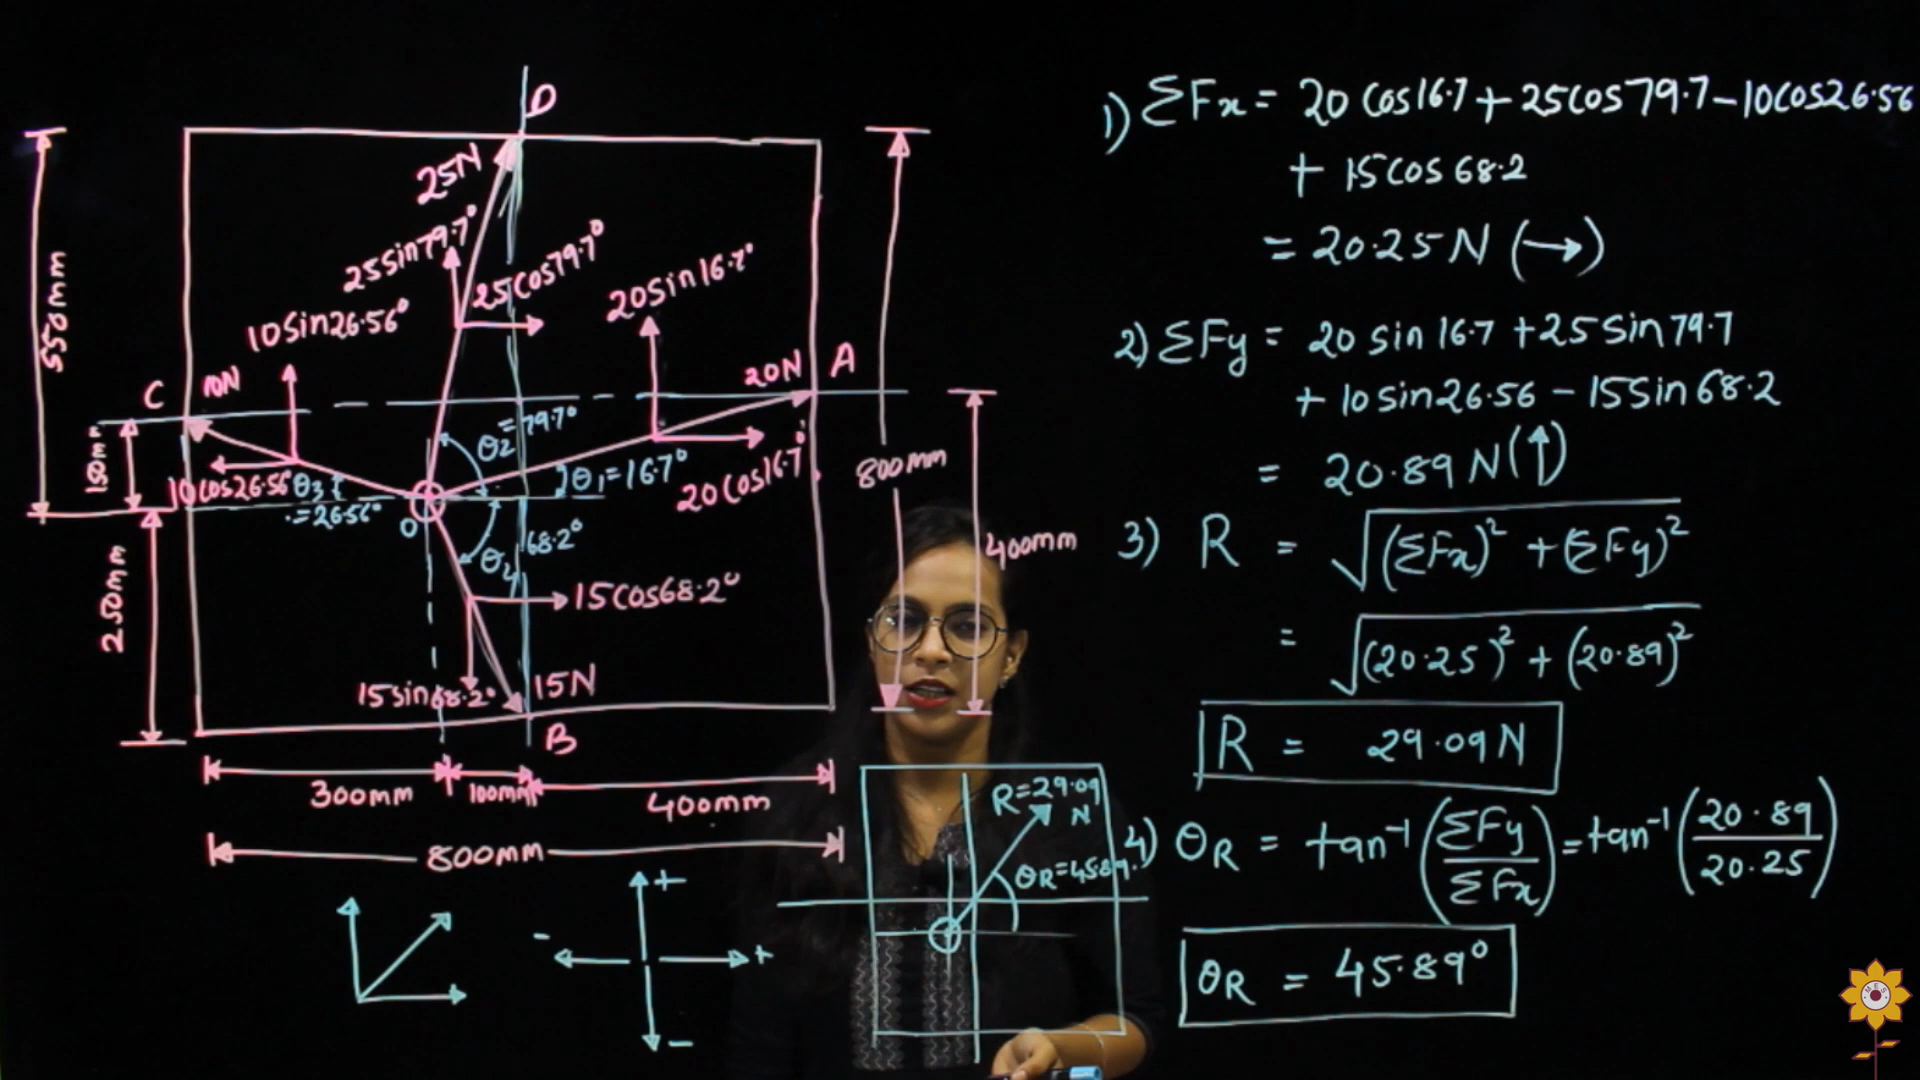 D
25N
25sin79.7°
25cos79.7°
20sin16.7°
10sin26.56°
550mm
C
10N
20N
A
θ2=79.7°
150mm
10cos26.56°
θ3
=26.56°
θ1=16.7°
20cos16.7°
800mm
O
68.2°
θ4
400mm
250mm
15cos68.2°
15sin68.2°
15N
B
300mm
100mm
400mm
800mm
+
-
+
-
R=29.09
N
θR=45.89°
1) ΣFx = 20 cos16.7 + 25cos79.7 - 10cos26.56
+ 15cos68.2
= 20.25 N (→)
2) ΣFy = 20 sin 16.7 + 25 sin 79.7
+ 10 sin26.56 - 15sin68.2
= 20.89 N(↑)
3) R = √(ΣFx)² + (ΣFy)²
= √(20.25)² + (20.89)²
R = 29.09N
4) θR = tan⁻¹(ΣFy/ΣFx) = tan⁻¹(20.89/20.25)
θR = 45.89°
MES